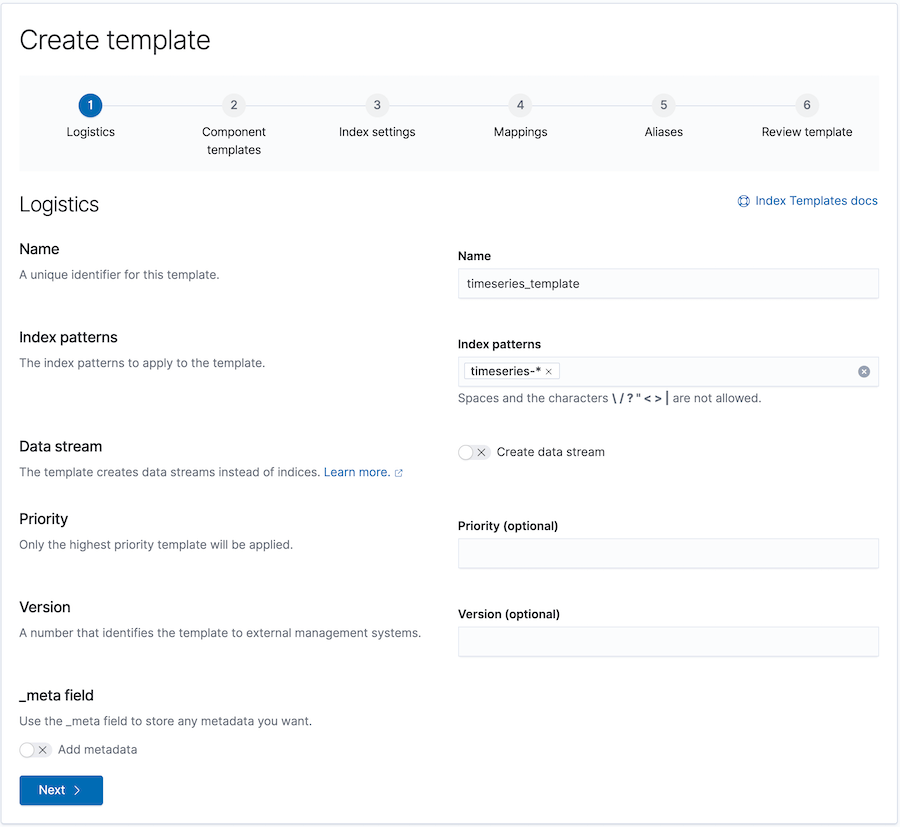 Create template
1
2
3
4
5
6
Logistics
Component
templates
Index settings
Mappings
Aliases
Review template
Logistics
Index Templates docs
Name
A unique identifier for this template.
Name
timeseries_template
Index patterns
The index patterns to apply to the template.
Index patterns
timeseries-*
Spaces and the characters \ / ? " < > | are not allowed.
Data stream
The template creates data streams instead of indices. Learn more.
Create data stream
Priority
Only the highest priority template will be applied.
Priority (optional)
Version
A number that identifies the template to external management systems.
Version (optional)
_meta field
Use the _meta field to store any metadata you want.
Add metadata
Next